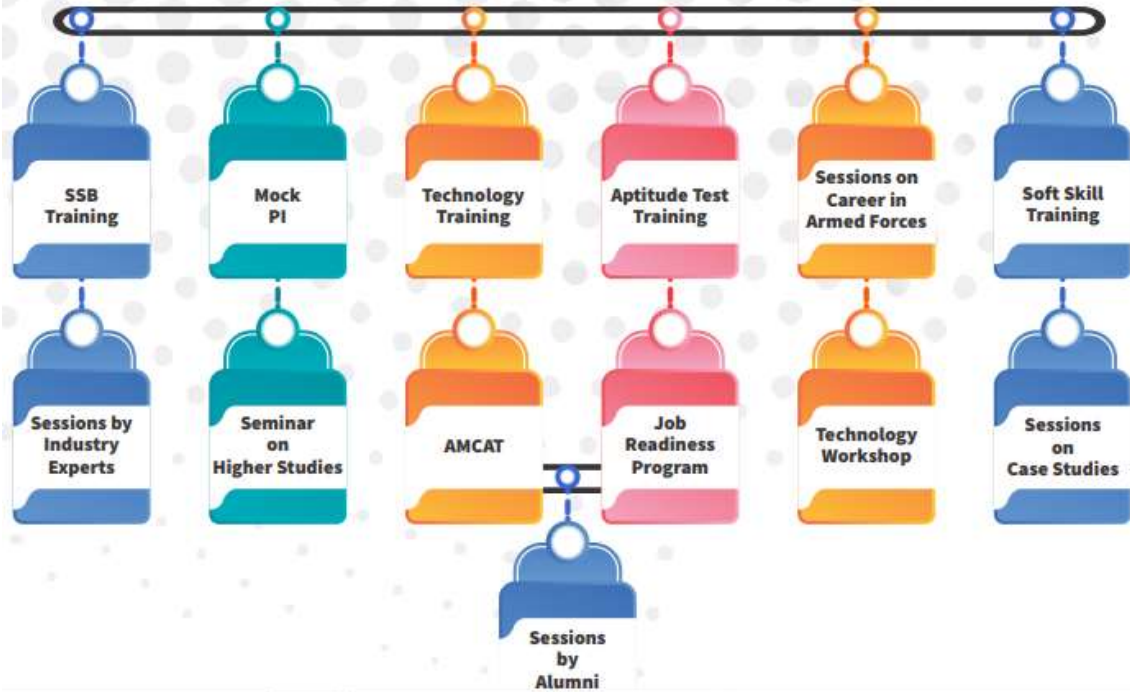 SSB
Training
Mock
PI
Technology
Training
Aptitude Test
Training
Sessions on
Career in
Armed Forces
Soft Skill
Training
Sessions by
Industry
Experts
Seminar
on
Higher Studies
AMCAT
Job
Readiness
Program
Technology
Workshop
Sessions
on
Case Studies
Sessions
by
Alumni